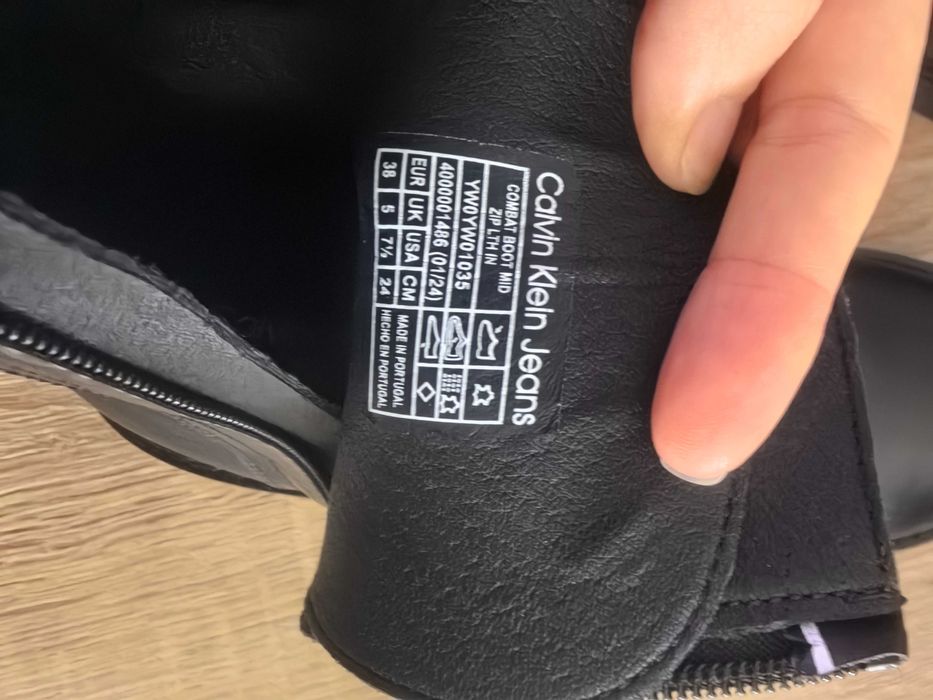 Calvin Klein Jeans
COMBAT BOOT MID
ZIP LTH IN
YW0YW01035
4000001486 (01/24)
EUR UK USA CM
38 5 7½ 24
MADE IN PORTUGAL
HECHO EN PORTUGAL